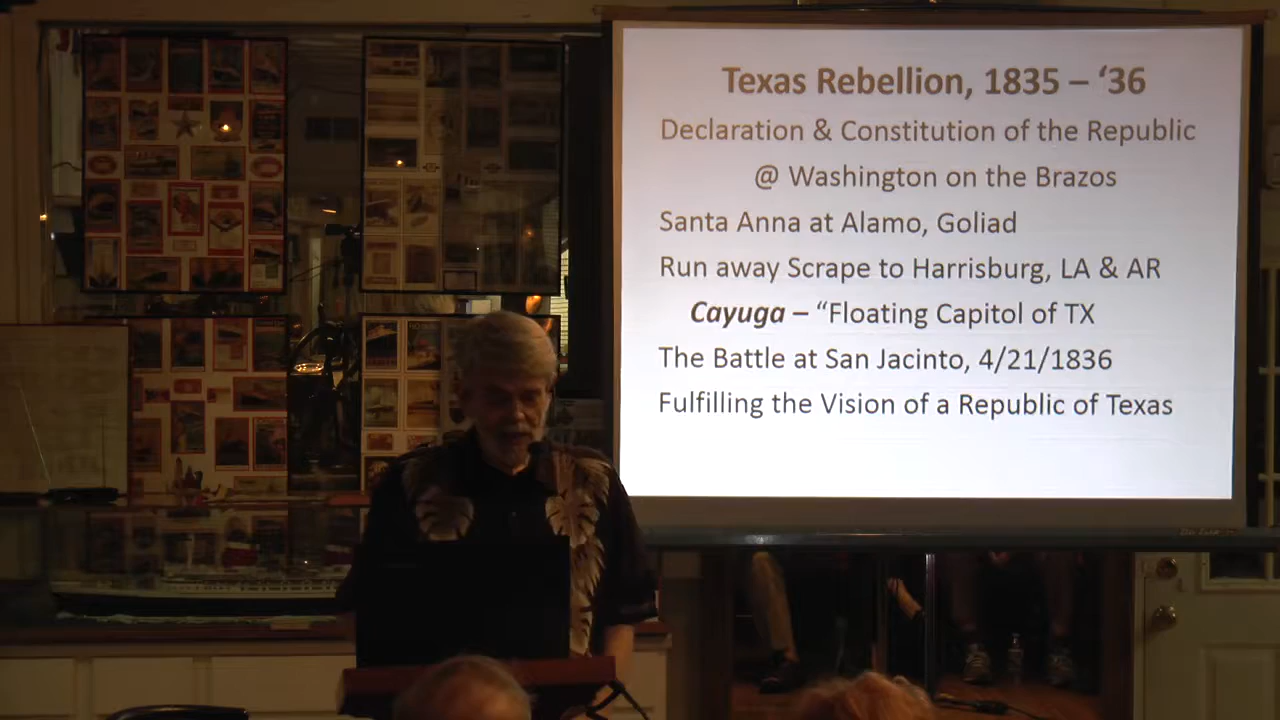 Texas Rebellion, 1835 – ‘36
Declaration & Constitution of the Republic
@ Washington on the Brazos
Santa Anna at Alamo, Goliad
Run away Scrape to Harrisburg, LA & AR
Cayuga – “Floating Capitol of TX
The Battle at San Jacinto, 4/21/1836
Fulfilling the Vision of a Republic of Texas